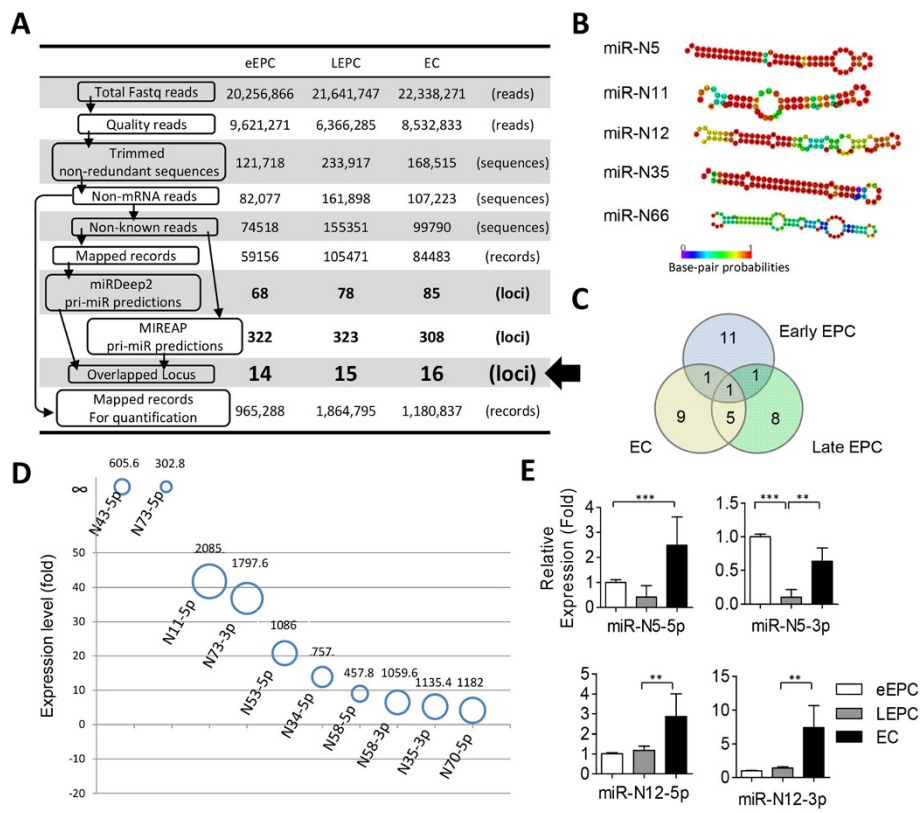 A
eEPC LEPC EC
Total Fastq reads 20,256,866 21,641,747 22,338,271 (reads)
Quality reads 9,621,271 6,366,285 8,532,833 (reads)
Trimmed
non-redundant sequences 121,718 233,917 168,515 (sequences)
Non-mRNA reads 82,077 161,898 107,223 (sequences)
Non-known reads 74518 155351 99790 (sequences)
Mapped records 59156 105471 84483 (records)
miRDeep2
pri-miR predictions 68 78 85 (loci)
MIREAP
pri-miR predictions 322 323 308 (loci)
Overlapped Locus 14 15 16 (loci)
Mapped records
For quantification 965,288 1,864,795 1,180,837 (records)
B
miR-N5
miR-N11
miR-N12
miR-N35
miR-N66
0 1
Base-pair probabilities
C
11 Early EPC
1 1 1
9 5 8
EC Late EPC
D
605.6 302.8
∞
N43-5p N73-5p
Expression level (fold)
50
40
30
20
10
0
-10
-20
2085
N11-5p
1797.6
N73-3p
1086
N53-5p
757
N34-5p
457.8
N58-5p
1059.6
N58-3p
1135.4
N35-3p
1182
N70-5p
E
Relative
Expression (Fold)
4
3
2
1
0
***
miR-N5-5p
1.5
1.0
0.5
0.0
*** **
miR-N5-3p
5
4
3
2
1
0
**
miR-N12-5p
15
10
5
0
**
miR-N12-3p
eEPC
LEPC
EC